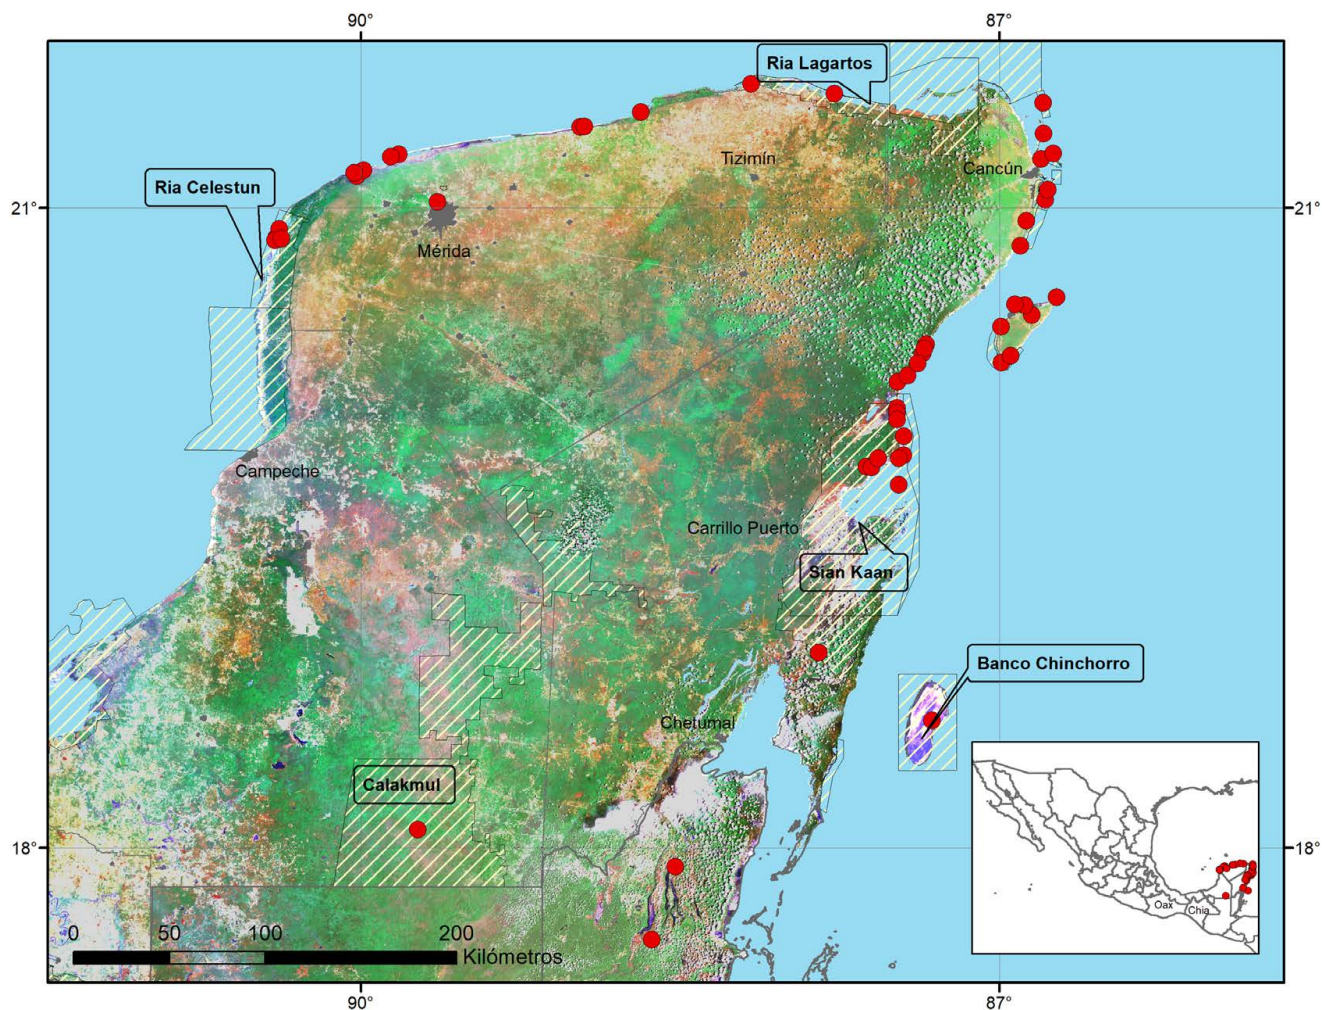 90°
87°
Ria Lagartos
Tizimín
Cancún
Ria Celestun
21°
21°
Mérida
Campeche
Carrillo Puerto
Sian Kaan
Banco Chinchorro
Chetumal
Calakmul
18°
18°
Oax
Chia
0
50
100
200
Kilómetros
90°
87°